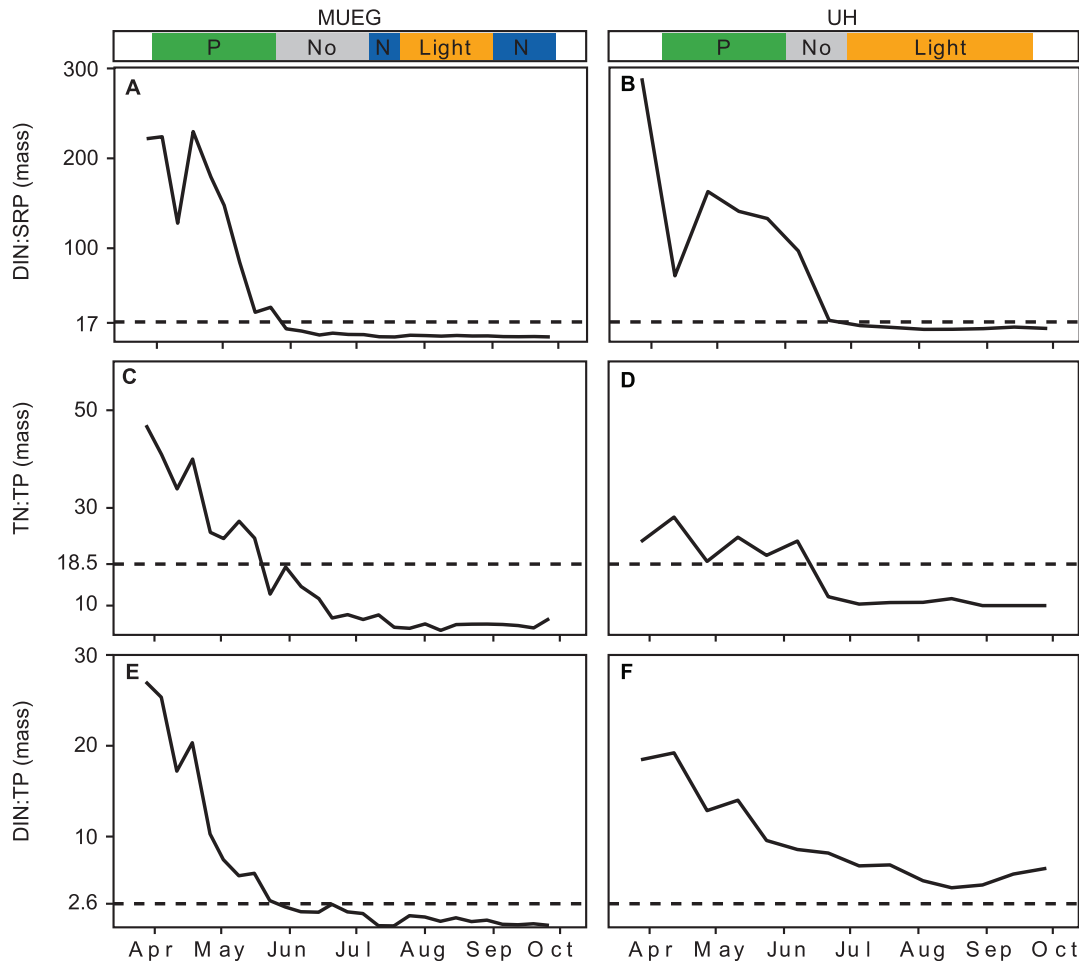 MUEG UH
P No N Light N P No Light
A B
300
200
100
17
DIN:SRP (mass)
C D
50
30
18.5
10
TN:TP (mass)
E F
30
20
10
2.6
DIN:TP (mass)
Apr May Jun Jul Aug Sep Oct Apr May Jun Jul Aug Sep Oct